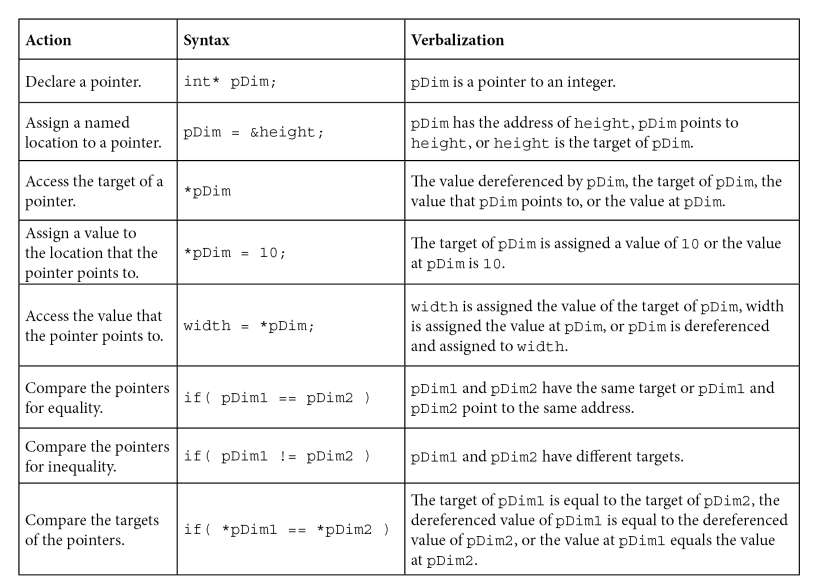 Action Syntax Verbalization
Declare a pointer. int* pDim; pDim is a pointer to an integer.
Assign a named
location to a pointer.
pDim = &height;
pDim has the address of height, pDim points to
height, or height is the target of pDim.
Access the target of a
pointer.
*pDim
The value dereferenced by pDim, the target of pDim, the
value that pDim points to, or the value at pDim.
Assign a value to
the location that the
pointer points to.
*pDim = 10;
The target of pDim is assigned a value of 10 or the value
at pDim is 10.
Access the value that
the pointer points to.
width = *pDim;
width is assigned the value of the target of pDim, width
is assigned the value at pDim, or pDim is dereferenced
and assigned to width.
Compare the pointers
for equality.
if( pDim1 == pDim2 )
pDim1 and pDim2 have the same target or pDim1 and
pDim2 point to the same address.
Compare the pointers
for inequality.
if( pDim1 != pDim2 )
pDim1 and pDim2 have different targets.
Compare the targets
of the pointers.
if( *pDim1 == *pDim2 )
The target of pDim1 is equal to the target of pDim2, the
dereferenced value of pDim1 is equal to the dereferenced
value of pDim2, or the value at pDim1 equals the value
at pDim2.